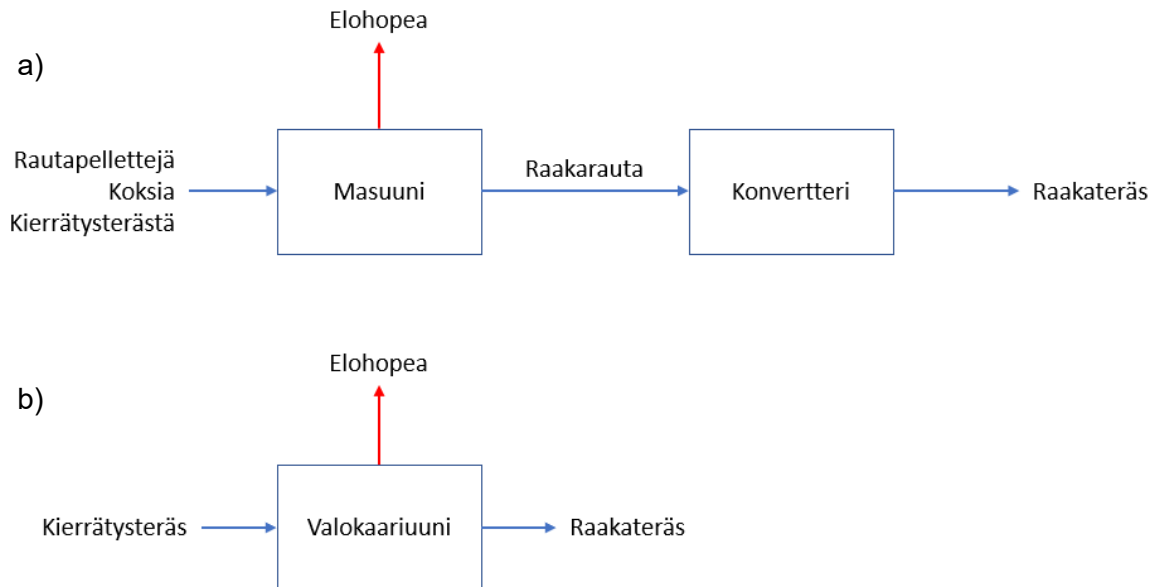 Elohopea
a)
Rautapellettejä
Koksia
Kierrätysterästä
Masuuni
Raakarauta
Konvertteri
Raakateräs
Elohopea
b)
Kierrätysteräs
Valokaariuuni
Raakateräs